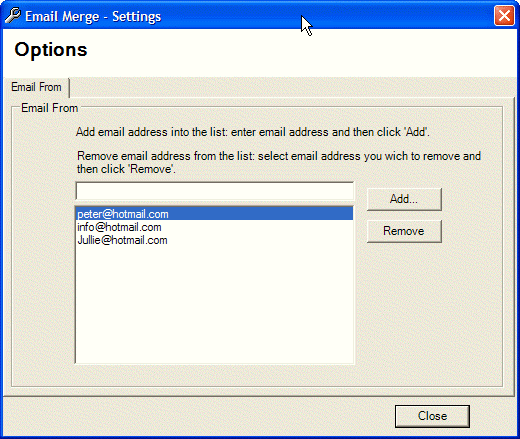 Email Merge - Settings
Options
Email From
Email From
Add email address into the list: enter email address and then click 'Add'.
Remove email address from the list: select email address you wich to remove and
then click 'Remove'.
Add...
peter@hotmail.com
info@hotmail.com
Remove
Jullie@hotmail.com
Close